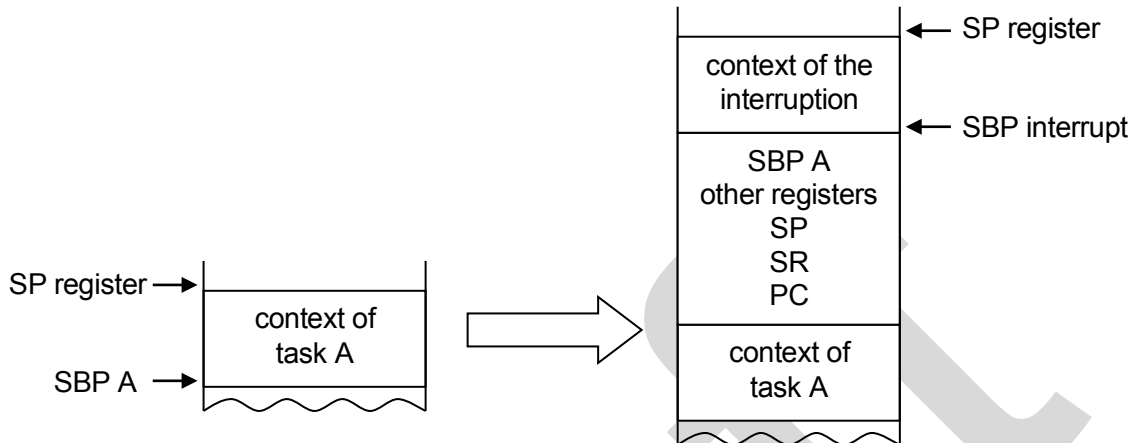 SP register
context of
task A
SBP A
SP register
context of the
interruption
SBP interrupt
SBP A
other registers
SP
SR
PC
context of
task A